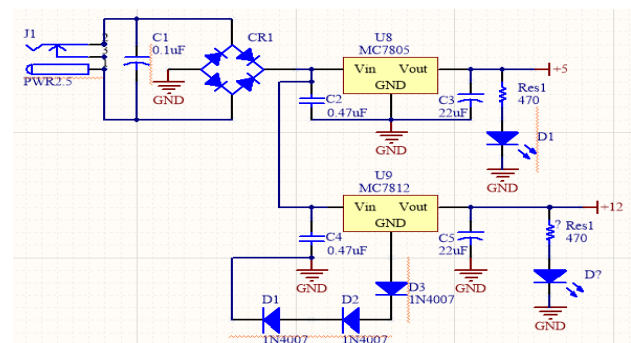 J1
PWR2.5
2
3
C1
0.1uF
GND
CR1
U8
MC7805
Vin Vout
GND
C2
0.47uF
GND
C3
22uF
+5
Res1
470
D1
GND
U9
MC7812
Vin Vout
GND
C4
0.47uF
GND
C5
22uF
GND
+12
? Res1
470
D?
GND
D3
1N4007
D1
1N4007
D2
1N4007